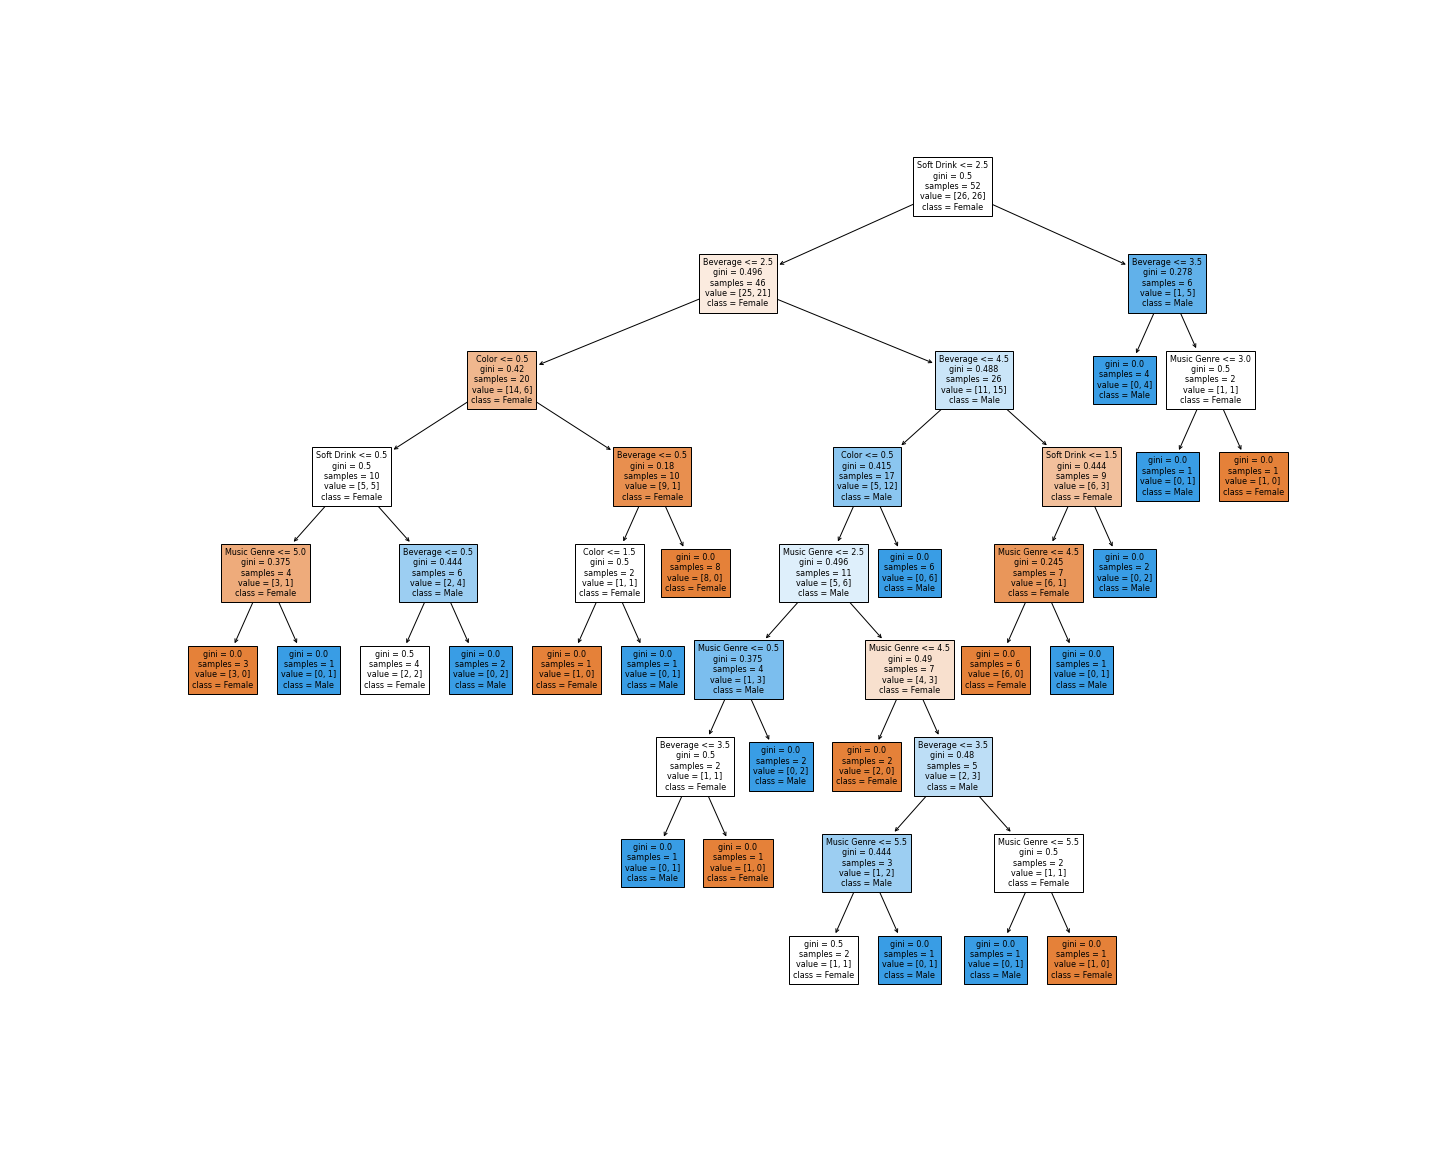 Soft Drink <= 2.5
gini = 0.5
samples = 52
value = [26, 26]
class = Female
Beverage <= 2.5
gini = 0.496
samples = 46
value = [25, 21]
class = Female
Beverage <= 3.5
gini = 0.278
samples = 6
value = [1, 5]
class = Male
Color <= 0.5
gini = 0.42
samples = 20
value = [14, 6]
class = Female
Beverage <= 4.5
gini = 0.488
samples = 26
value = [11, 15]
class = Male
gini = 0.0
samples = 4
value = [0, 4]
class = Male
Music Genre <= 3.0
gini = 0.5
samples = 2
value = [1, 1]
class = Female
Soft Drink <= 0.5
gini = 0.5
samples = 10
value = [5, 5]
class = Female
Beverage <= 0.5
gini = 0.18
samples = 10
value = [9, 1]
class = Female
Color <= 0.5
gini = 0.415
samples = 17
value = [5, 12]
class = Male
Soft Drink <= 1.5
gini = 0.444
samples = 9
value = [6, 3]
class = Female
gini = 0.0
samples = 1
value = [0, 1]
class = Male
gini = 0.0
samples = 1
value = [1, 0]
class = Female
Music Genre <= 5.0
gini = 0.375
samples = 4
value = [3, 1]
class = Female
Beverage <= 0.5
gini = 0.444
samples = 6
value = [2, 4]
class = Male
Color <= 1.5
gini = 0.5
samples = 2
value = [1, 1]
class = Female
gini = 0.0
samples = 8
value = [8, 0]
class = Female
Music Genre <= 2.5
gini = 0.496
samples = 11
value = [5, 6]
class = Male
gini = 0.0
samples = 6
value = [0, 6]
class = Male
Music Genre <= 4.5
gini = 0.245
samples = 7
value = [6, 1]
class = Female
gini = 0.0
samples = 2
value = [0, 2]
class = Male
gini = 0.0
samples = 3
value = [3, 0]
class = Female
gini = 0.0
samples = 1
value = [0, 1]
class = Male
gini = 0.5
samples = 4
value = [2, 2]
class = Female
gini = 0.0
samples = 2
value = [0, 2]
class = Male
gini = 0.0
samples = 1
value = [1, 0]
class = Female
gini = 0.0
samples = 1
value = [0, 1]
class = Male
Music Genre <= 0.5
gini = 0.375
samples = 4
value = [1, 3]
class = Male
Music Genre <= 4.5
gini = 0.49
samples = 7
value = [4, 3]
class = Female
gini = 0.0
samples = 6
value = [6, 0]
class = Female
gini = 0.0
samples = 1
value = [0, 1]
class = Male
Beverage <= 3.5
gini = 0.5
samples = 2
value = [1, 1]
class = Female
gini = 0.0
samples = 2
value = [0, 2]
class = Male
gini = 0.0
samples = 2
value = [2, 0]
class = Female
Beverage <= 3.5
gini = 0.48
samples = 5
value = [2, 3]
class = Male
gini = 0.0
samples = 1
value = [0, 1]
class = Male
gini = 0.0
samples = 1
value = [1, 0]
class = Female
Music Genre <= 5.5
gini = 0.444
samples = 3
value = [1, 2]
class = Male
Music Genre <= 5.5
gini = 0.5
samples = 2
value = [1, 1]
class = Female
gini = 0.5
samples = 2
value = [1, 1]
class = Female
gini = 0.0
samples = 1
value = [0, 1]
class = Male
gini = 0.0
samples = 1
value = [0, 1]
class = Male
gini = 0.0
samples = 1
value = [1, 0]
class = Female